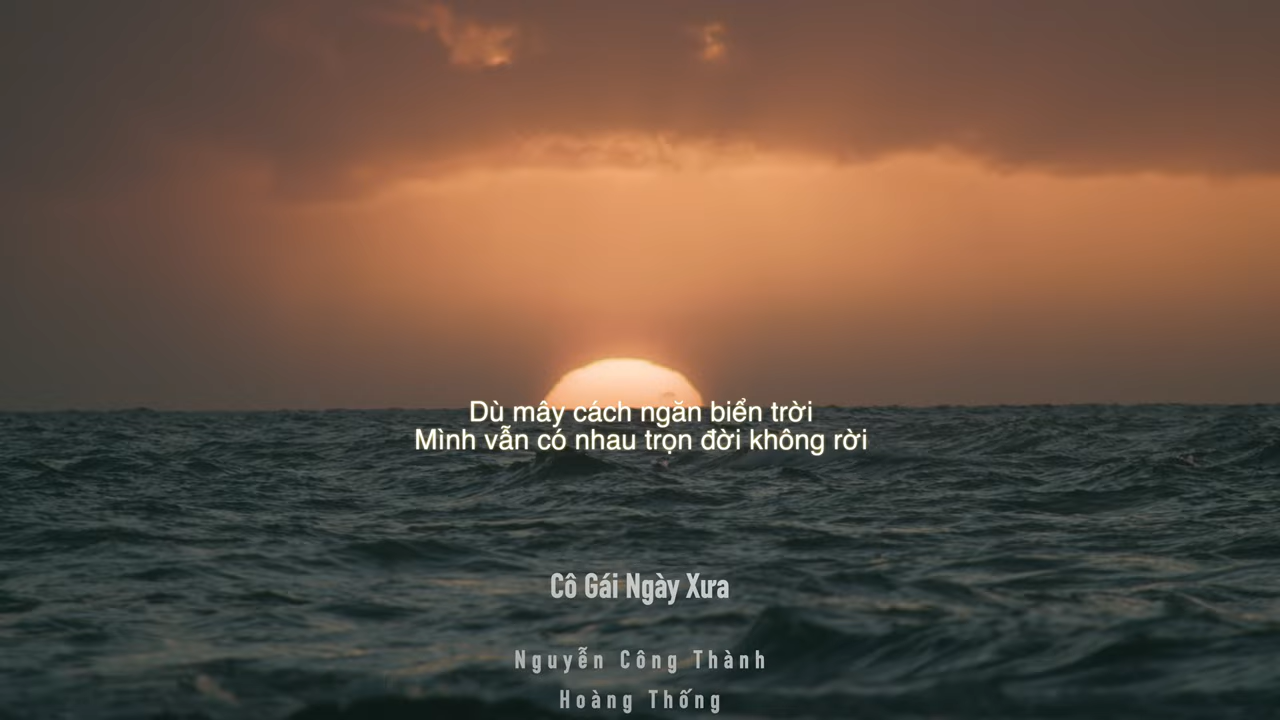 Dù mây cách ngăn biển trời
Mình vẫn có nhau trọn đời không rời
Cô Gái Ngày Xưa
Nguyễn Công Thành
Hoàng Thống